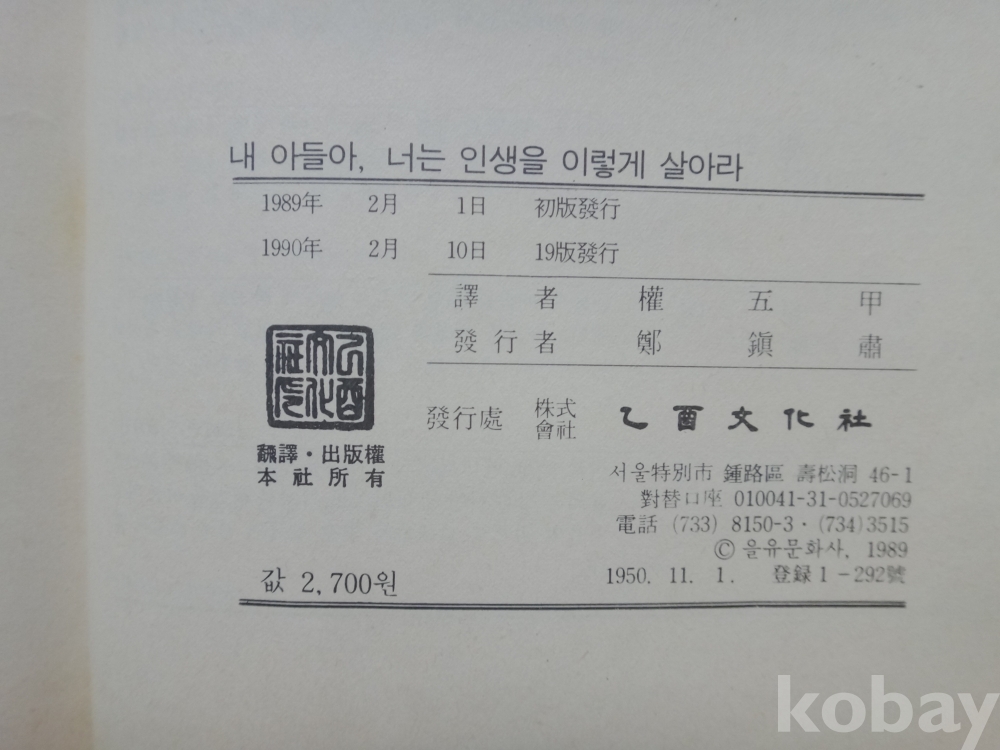 내 아들아, 너는 인생을 이렇게 살아라
1989年 2月 1日 初版發行
1990年 2月 10日 19版發行
譯者 權五甲
發行者 鄭鎭肅
乙酉文化社印
飜譯·出版權
本社所有
發行處 株式會社 乙酉文化社
서울特別市 鍾路區 壽松洞 46-1
對替口座 010041-31-0527069
電話 (733) 8150-3·(734)3515
© 을유문화사, 1989
값 2,700원
1950. 11. 1. 登錄1-292號
kobay